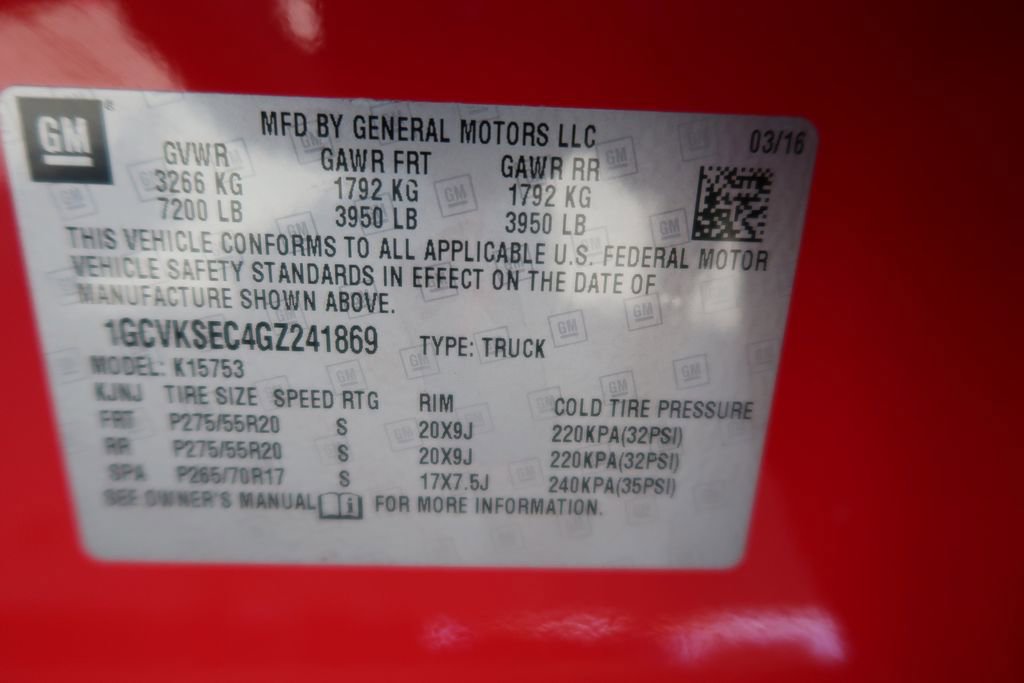 GM
MFD BY GENERAL MOTORS LLC 03/16
GVWR GAWR FRT GAWR RR
3266 KG 1792 KG 1792 KG
7200 LB 3950 LB 3950 LB
THIS VEHICLE CONFORMS TO ALL APPLICABLE U.S. FEDERAL MOTOR
VEHICLE SAFETY STANDARDS IN EFFECT ON THE DATE OF
MANUFACTURE SHOWN ABOVE.
1GCVKSEC4GZ241869 TYPE: TRUCK
MODEL: K15753
KJNJ TIRE SIZE SPEED RTG RIM COLD TIRE PRESSURE
FRT P275/55R20 S 20X9J 220KPA(32PSI)
RR P275/55R20 S 20X9J 220KPA(32PSI)
SPA P265/70R17 S 17X7.5J 240KPA(35PSI)
SEE OWNER'S MANUAL i FOR MORE INFORMATION.